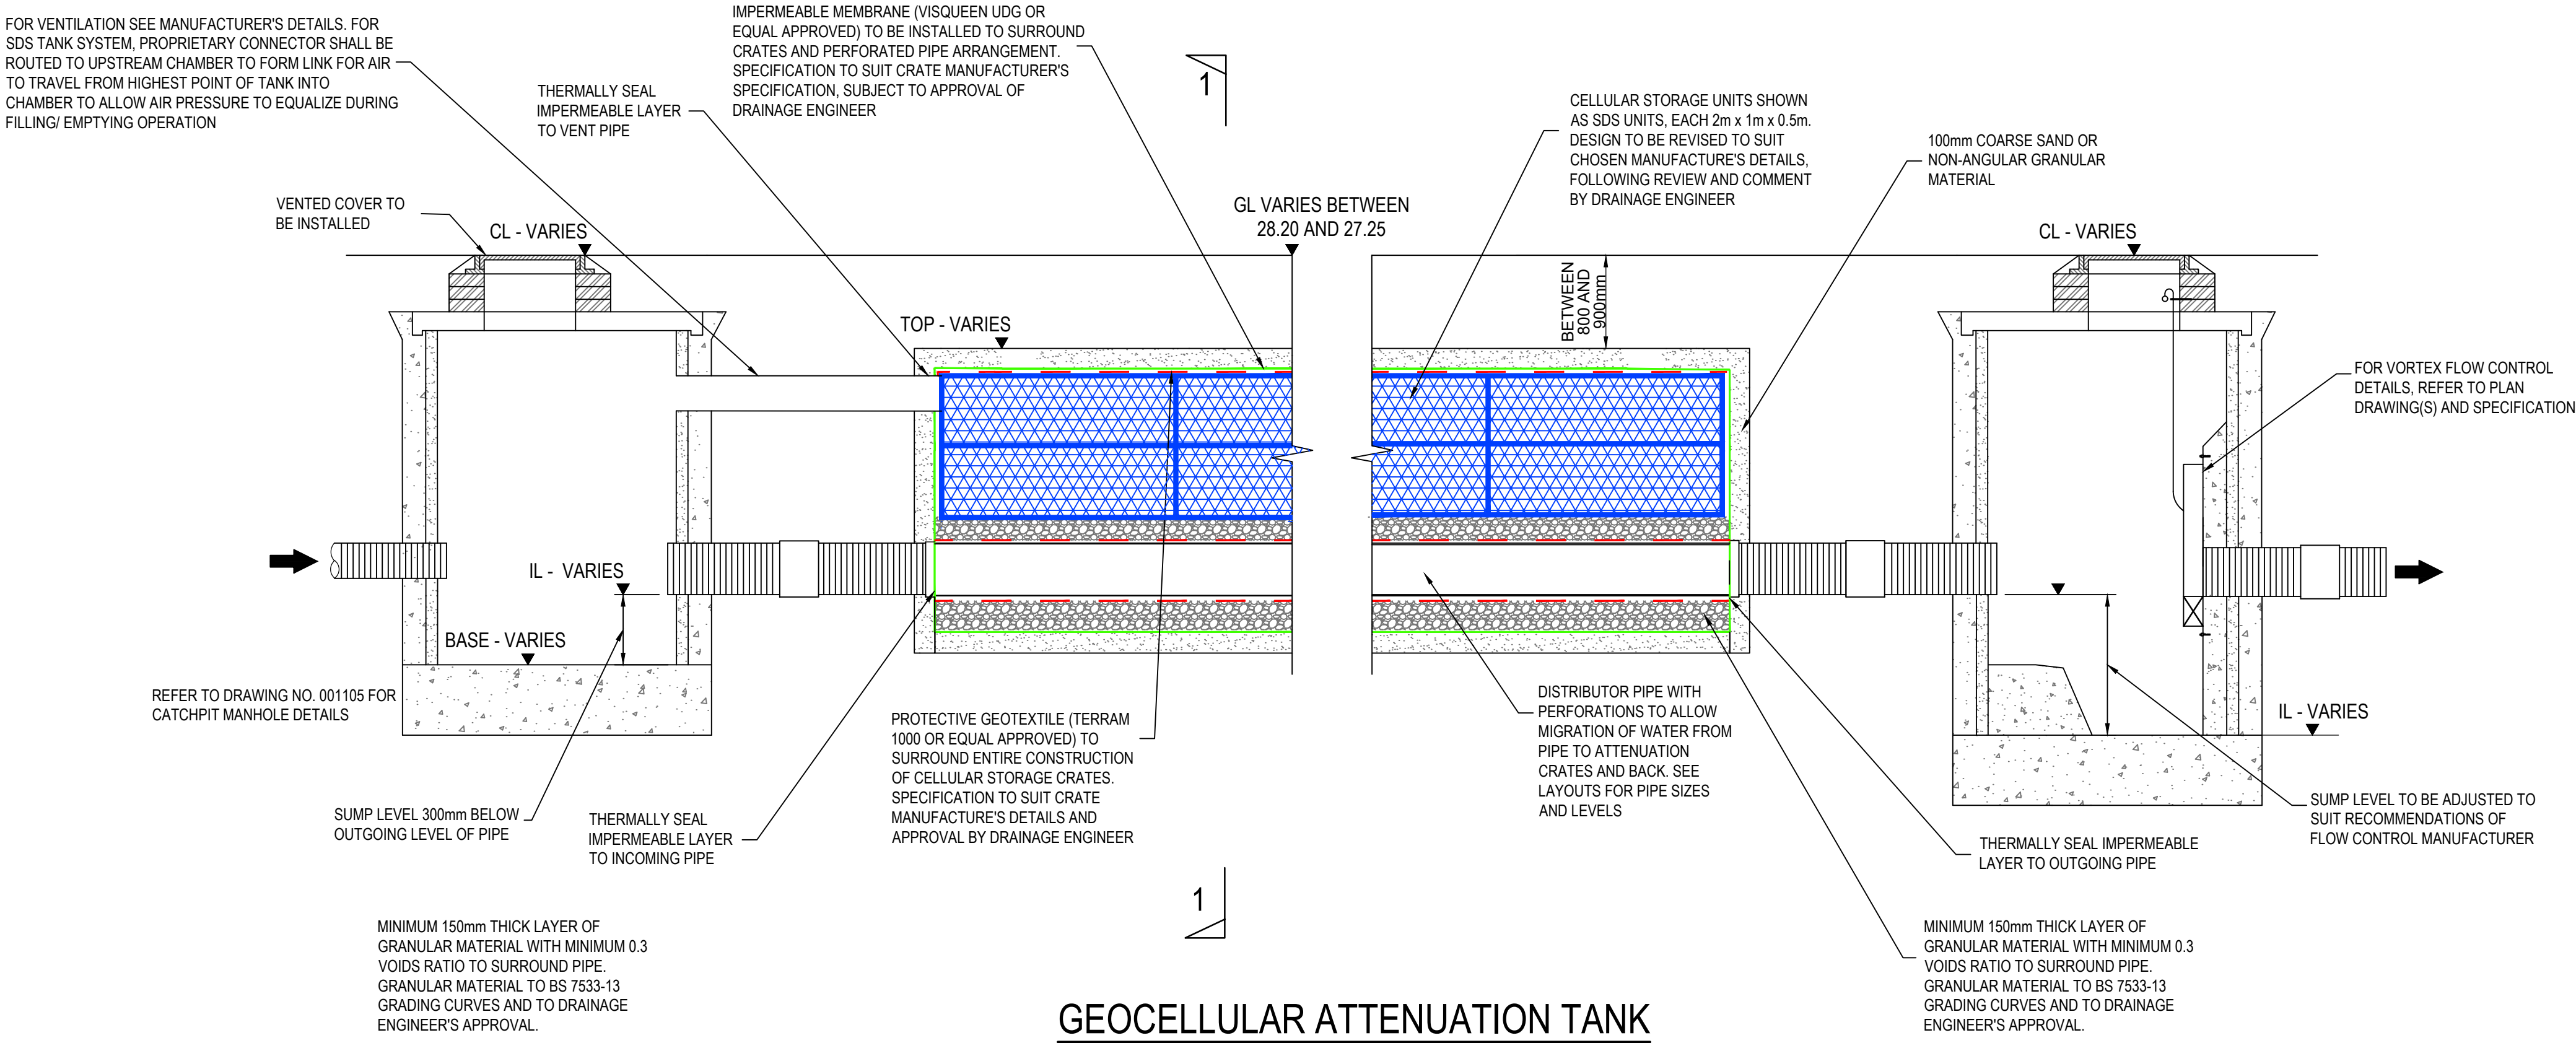 FOR VENTILATION SEE MANUFACTURER'S DETAILS. FOR
SDS TANK SYSTEM, PROPRIETARY CONNECTOR SHALL BE
ROUTED TO UPSTREAM CHAMBER TO FORM LINK FOR AIR
TO TRAVEL FROM HIGHEST POINT OF TANK INTO
CHAMBER TO ALLOW AIR PRESSURE TO EQUALIZE DURING
FILLING/ EMPTYING OPERATION
THERMALLY SEAL
IMPERMEABLE LAYER
TO VENT PIPE
IMPERMEABLE MEMBRANE (VISQUEEN UDG OR
EQUAL APPROVED) TO BE INSTALLED TO SURROUND
CRATES AND PERFORATED PIPE ARRANGEMENT.
SPECIFICATION TO SUIT CRATE MANUFACTURER'S
SPECIFICATION, SUBJECT TO APPROVAL OF
DRAINAGE ENGINEER
1
CELLULAR STORAGE UNITS SHOWN
AS SDS UNITS, EACH 2m x 1m x 0.5m.
DESIGN TO BE REVISED TO SUIT
CHOSEN MANUFACTURE'S DETAILS,
FOLLOWING REVIEW AND COMMENT
BY DRAINAGE ENGINEER
100mm COARSE SAND OR
NON-ANGULAR GRANULAR
MATERIAL
VENTED COVER TO
BE INSTALLED
CL - VARIES
GL VARIES BETWEEN
28.20 AND 27.25
CL - VARIES
BETWEEN
800 AND
900mm
TOP - VARIES
FOR VORTEX FLOW CONTROL
DETAILS, REFER TO PLAN
DRAWING(S) AND SPECIFICATION
IL - VARIES
BASE - VARIES
REFER TO DRAWING NO. 001105 FOR
CATCHPIT MANHOLE DETAILS
IL - VARIES
SUMP LEVEL 300mm BELOW
OUTGOING LEVEL OF PIPE
THERMALLY SEAL
IMPERMEABLE LAYER
TO INCOMING PIPE
PROTECTIVE GEOTEXTILE (TERRAM
1000 OR EQUAL APPROVED) TO
SURROUND ENTIRE CONSTRUCTION
OF CELLULAR STORAGE CRATES.
SPECIFICATION TO SUIT CRATE
MANUFACTURE'S DETAILS AND
APPROVAL BY DRAINAGE ENGINEER
DISTRIBUTOR PIPE WITH
PERFORATIONS TO ALLOW
MIGRATION OF WATER FROM
PIPE TO ATTENUATION
CRATES AND BACK. SEE
LAYOUTS FOR PIPE SIZES
AND LEVELS
THERMALLY SEAL IMPERMEABLE
LAYER TO OUTGOING PIPE
SUMP LEVEL TO BE ADJUSTED TO
SUIT RECOMMENDATIONS OF
FLOW CONTROL MANUFACTURER
1
MINIMUM 150mm THICK LAYER OF
GRANULAR MATERIAL WITH MINIMUM 0.3
VOIDS RATIO TO SURROUND PIPE.
GRANULAR MATERIAL TO BS 7533-13
GRADING CURVES AND TO DRAINAGE
ENGINEER'S APPROVAL.
MINIMUM 150mm THICK LAYER OF
GRANULAR MATERIAL WITH MINIMUM 0.3
VOIDS RATIO TO SURROUND PIPE.
GRANULAR MATERIAL TO BS 7533-13
GRADING CURVES AND TO DRAINAGE
ENGINEER'S APPROVAL.
GEOCELLULAR ATTENUATION TANK